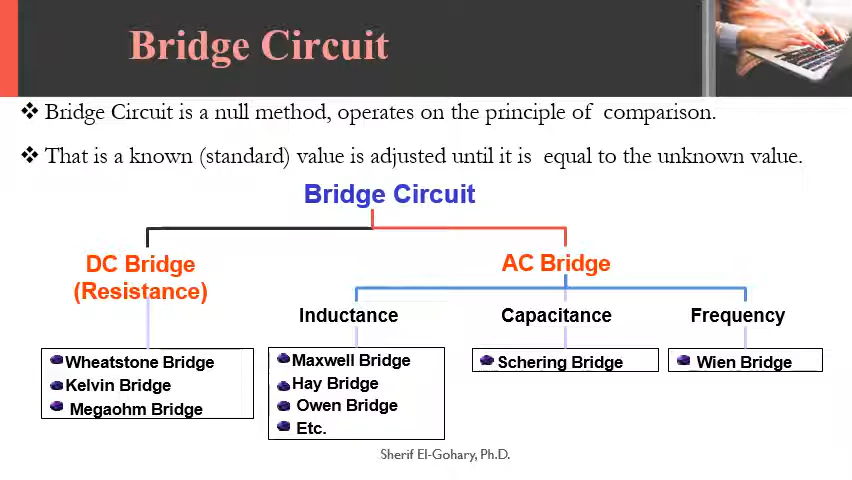 Bridge Circuit
❖ Bridge Circuit is a null method, operates on the principle of comparison.
❖ That is a known (standard) value is adjusted until it is equal to the unknown value.
Bridge Circuit
DC Bridge
(Resistance)
AC Bridge
Inductance
Capacitance
Frequency
Wheatstone Bridge
Kelvin Bridge
Megaohm Bridge
Maxwell Bridge
Hay Bridge
Owen Bridge
Etc.
Schering Bridge
Wien Bridge
Sherif El-Gohary, Ph.D.